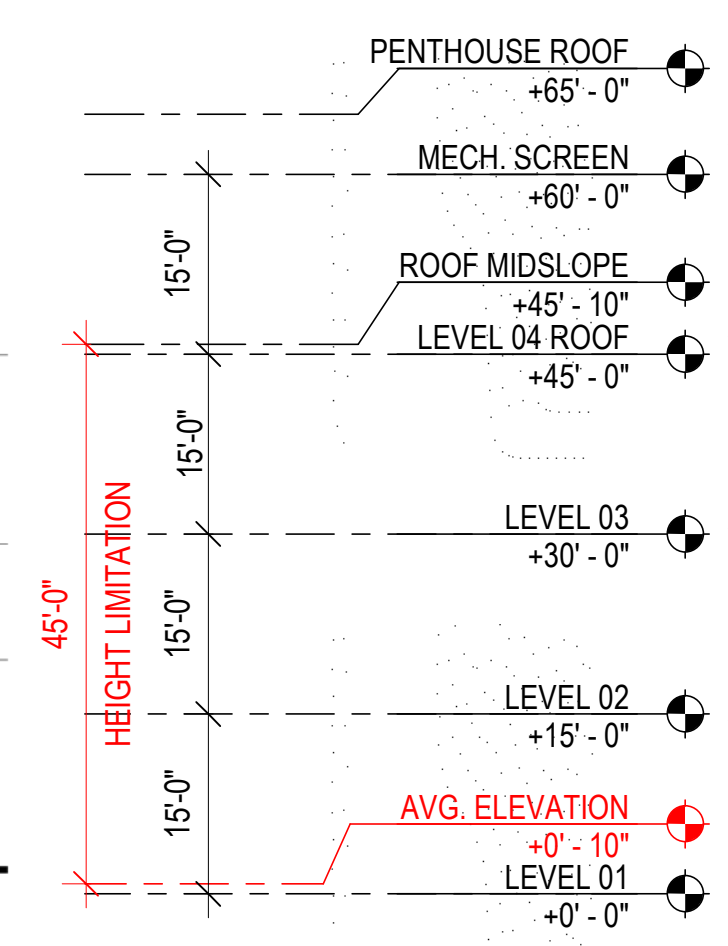 PENTHOUSE ROOF
+65' - 0"
MECH. SCREEN
+60' - 0"
15'-0"
ROOF MIDSLOPE
+45' - 10"
LEVEL 04 ROOF
+45' - 0"
15'-0"
LEVEL 03
+30' - 0"
45'-0"
HEIGHT LIMITATION
15'-0"
LEVEL 02
+15' - 0"
15'-0"
AVG. ELEVATION
+0' - 10"
LEVEL 01
+0' - 0"